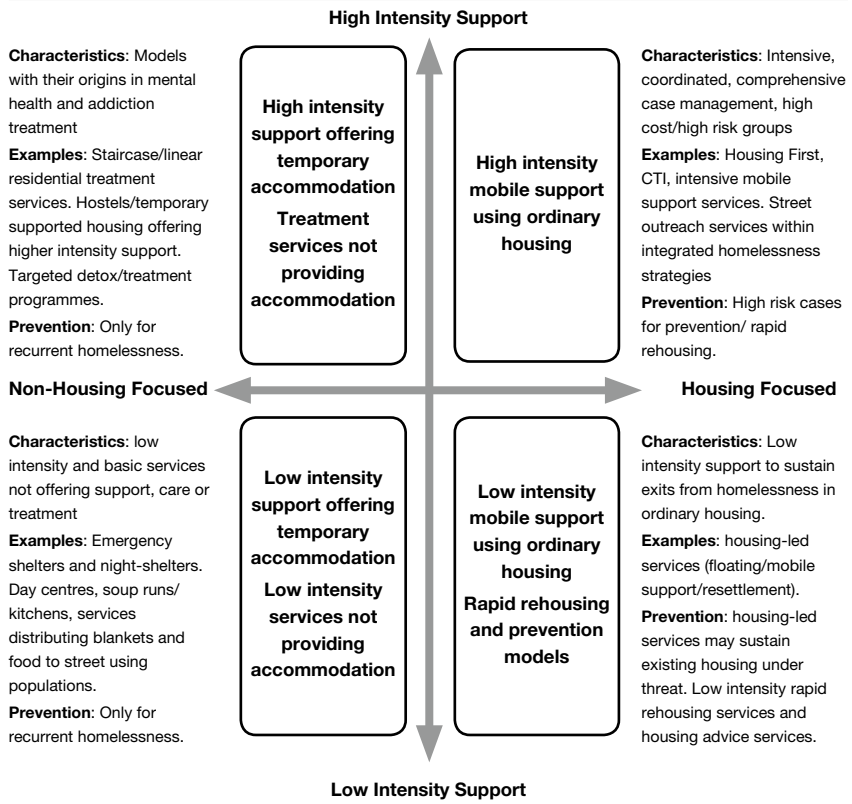 High Intensity Support
Characteristics: Models
with their origins in mental
health and addiction
treatment
Examples: Staircase/linear
residential treatment
services. Hostels/temporary
supported housing offering
higher intensity support.
Targeted detox/treatment
programmes.
Prevention: Only for
recurrent homelessness.
High intensity
support offering
temporary
accommodation
Treatment
services not
providing
accommodation
High intensity
mobile support
using ordinary
housing
Characteristics: Intensive,
coordinated, comprehensive
case management, high
cost/high risk groups
Examples: Housing First,
CTI, intensive mobile
support services. Street
outreach services within
integrated homelessness
strategies
Prevention: High risk cases
for prevention/ rapid
rehousing.
Non-Housing Focused
Housing Focused
Characteristics: low
intensity and basic services
not offering support, care or
treatment
Examples: Emergency
shelters and night-shelters.
Day centres, soup runs/
kitchens, services
distributing blankets and
food to street using
populations.
Prevention: Only for
recurrent homelessness.
Low intensity
support offering
temporary
accommodation
Low intensity
services not
providing
accommodation
Low intensity
mobile support
using ordinary
housing
Rapid rehousing
and prevention
models
Characteristics: Low
intensity support to sustain
exits from homelessness in
ordinary housing.
Examples: housing-led
services (floating/mobile
support/resettlement).
Prevention: housing-led
services may sustain
existing housing under
threat. Low intensity rapid
rehousing services and
housing advice services.
Low Intensity Support